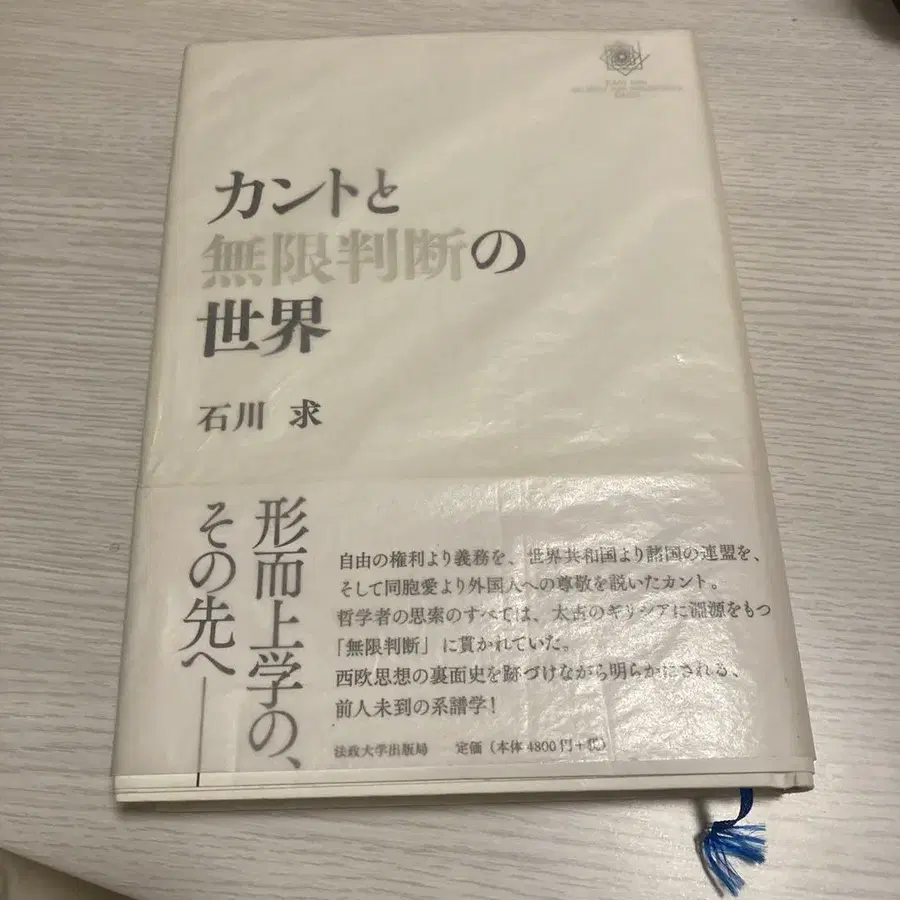 カントと
無限判断の
世界
石川 求
形而上学の、
その先へ――
自由の権利より義務を、世界共和国より諸国の連盟を、
そして同胞愛より外国人への尊敬を説いたカント。
哲学者の思索のすべては、太古のギリシアに淵源をもつ
「無限判断」に貫かれていた。
西欧思想の裏面史を跡づけながら明らかにされる、
前人未到の系譜学!
法政大学出版局 定価(本体4800円+税)